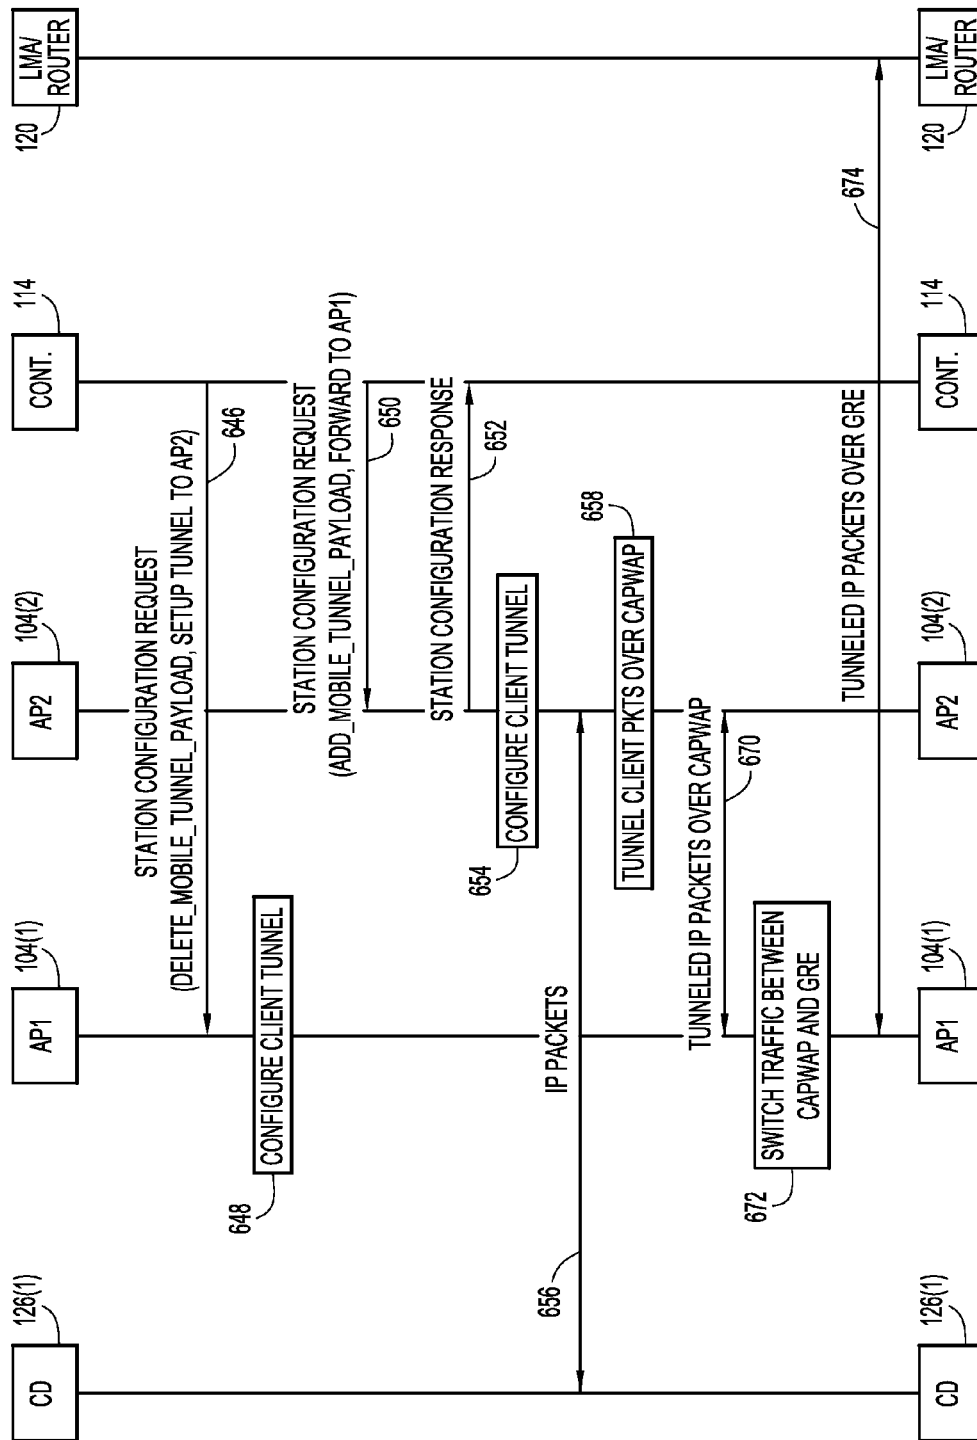 CD
126(1)
AP1
104(1)
AP2
104(2)
CONT.
114
LMA/
ROUTER
120
STATION CONFIGURATION REQUEST
(DELETE_MOBILE_TUNNEL_PAYLOAD, SETUP TUNNEL TO AP2)
646
CONFIGURE CLIENT TUNNEL
648
STATION CONFIGURATION REQUEST
(ADD_MOBILE_TUNNEL_PAYLOAD, FORWARD TO AP1)
650
STATION CONFIGURATION RESPONSE
652
CONFIGURE CLIENT TUNNEL
654
IP PACKETS
656
TUNNEL CLIENT PKTS OVER CAPWAP
658
TUNNELED IP PACKETS OVER CAPWAP
670
SWITCH TRAFFIC BETWEEN
CAPWAP AND GRE
672
TUNNELED IP PACKETS OVER GRE
674
CD
126(1)
AP1
104(1)
AP2
104(2)
CONT.
114
LMA/
ROUTER
120